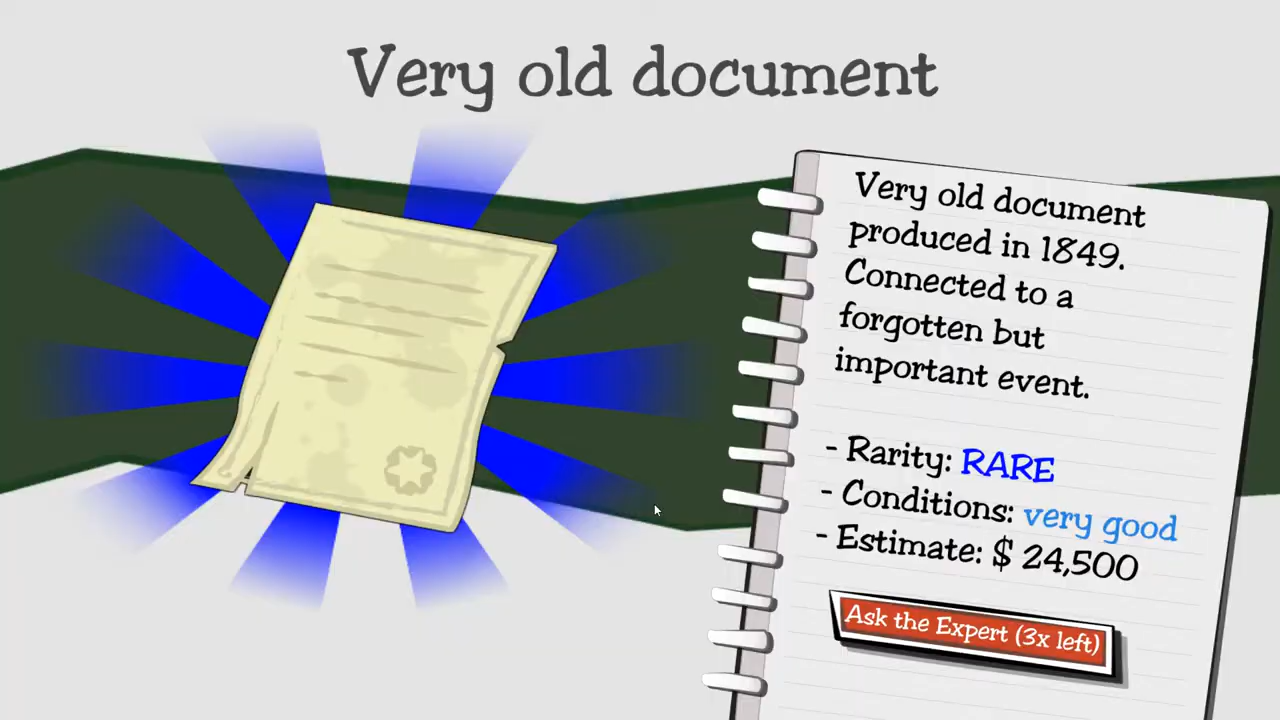 Very old document
Very old document
produced in 1849.
Connected to a
forgotten but
important event.
- Rarity: RARE
- Conditions: very good
- Estimate: $ 24,500
Ask the Expert (3x left)